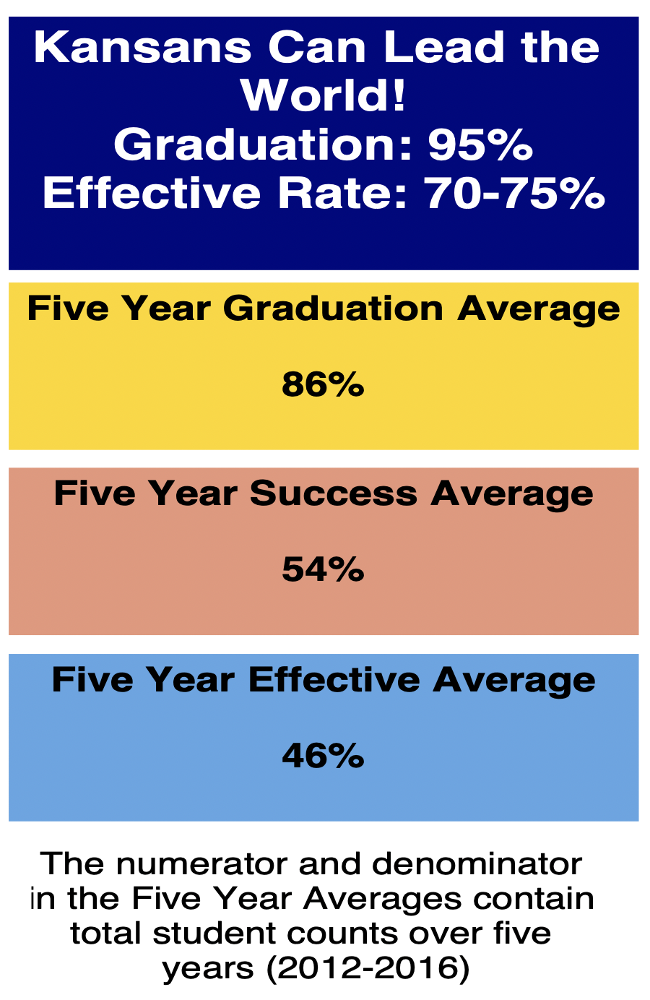 Kansans Can Lead the
World!
Graduation: 95%
Effective Rate: 70-75%
Five Year Graduation Average
86%
Five Year Success Average
54%
Five Year Effective Average
46%
The numerator and denominator
in the Five Year Averages contain
total student counts over five
years (2012-2016)